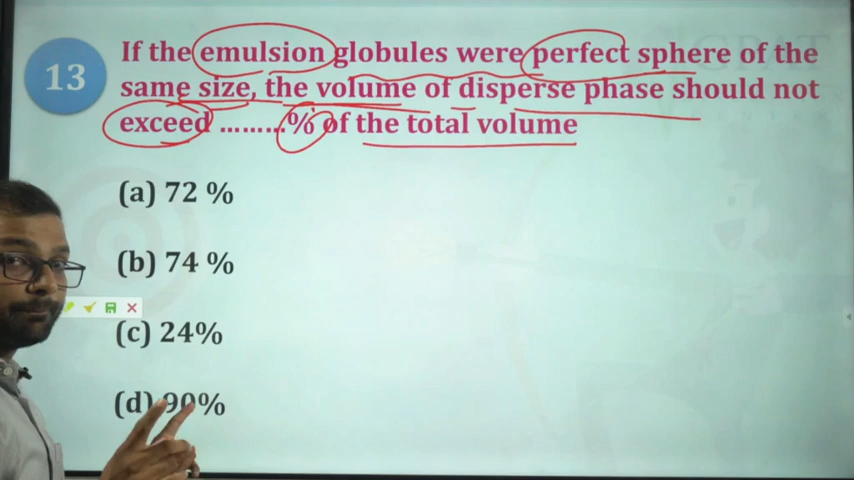 13
If the emulsion globules were perfect sphere of the
same size, the volume of disperse phase should not
exceed .........% of the total volume
(a) 72 %
(b) 74 %
(c) 24%
(d) 90%